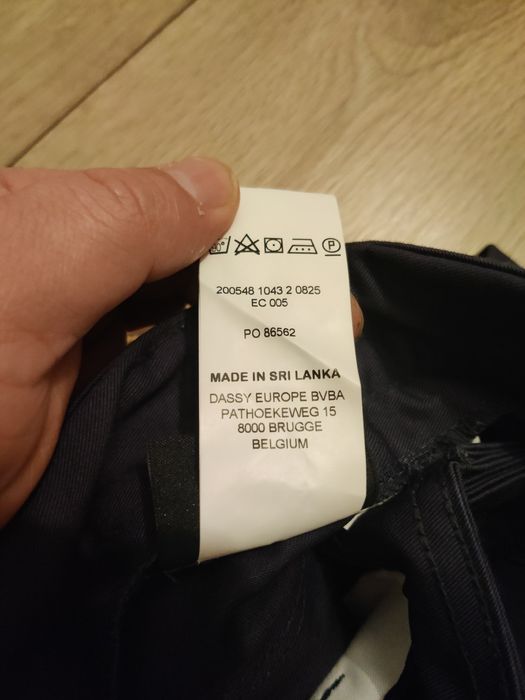 P
200548 1043 2 0825
EC 005
PO 86562
MADE IN SRI LANKA
DASSY EUROPE BVBA
PATHOEKEWEG 15
8000 BRUGGE
BELGIUM